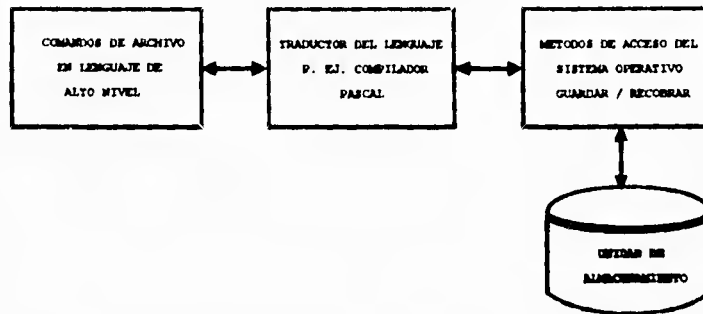 COMANDOS DE ARCHIVO
EN LENGUAJE DE
ALTO NIVEL
TRADUCTOR DEL LENGUAJE
P. EJ. COMPILADOR
PASCAL
METODOS DE ACCESO DEL
SISTEMA OPERATIVO
GUARDAR / RECOBRAR
UNIDAD DE
ALMACENAMIENTO